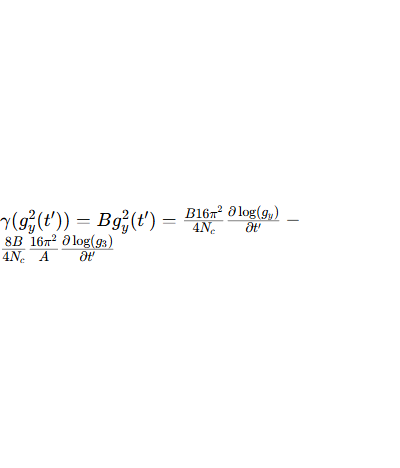 γ(g_y^2(t′)) = Bg_y^2(t′) = \frac{B16π^2}{4N_c} \frac{∂ log(g_y)}{∂t′} −
\frac{8B}{4N_c} \frac{16π^2}{A} \frac{∂ log(g_3)}{∂t′}